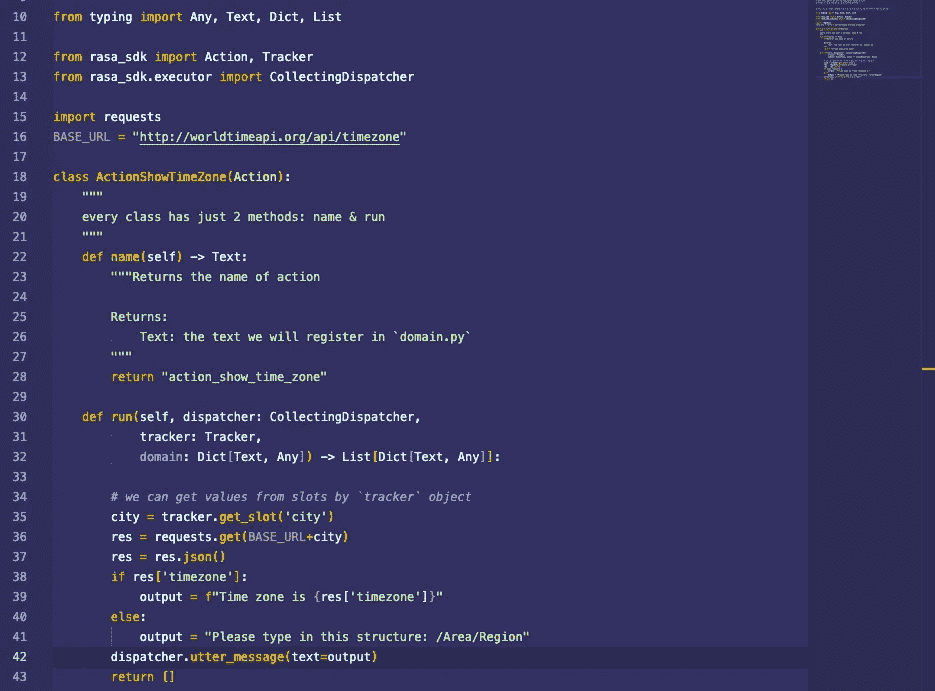 10 from typing import Any, Text, Dict, List
11
12 from rasa_sdk import Action, Tracker
13 from rasa_sdk.executor import CollectingDispatcher
14
15 import requests
16 BASE_URL = "http://worldtimeapi.org/api/timezone"
17
18 class ActionShowTimeZone(Action):
19     """
20     every class has just 2 methods: name & run
21     """
22     def name(self) -> Text:
23         """Returns the name of action
24
25         Returns:
26             Text: the text we will register in `domain.py`
27         """
28         return "action_show_time_zone"
29
30     def run(self, dispatcher: CollectingDispatcher,
31             tracker: Tracker,
32             domain: Dict[Text, Any]) -> List[Dict[Text, Any]]:
33
34         # we can get values from slots by `tracker` object
35         city = tracker.get_slot('city')
36         res = requests.get(BASE_URL+city)
37         res = res.json()
38         if res['timezone']:
39             output = f"Time zone is {res['timezone']}"
40         else:
41             output = "Please type in this structure: /Area/Region"
42         dispatcher.utter_message(text=output)
43         return []